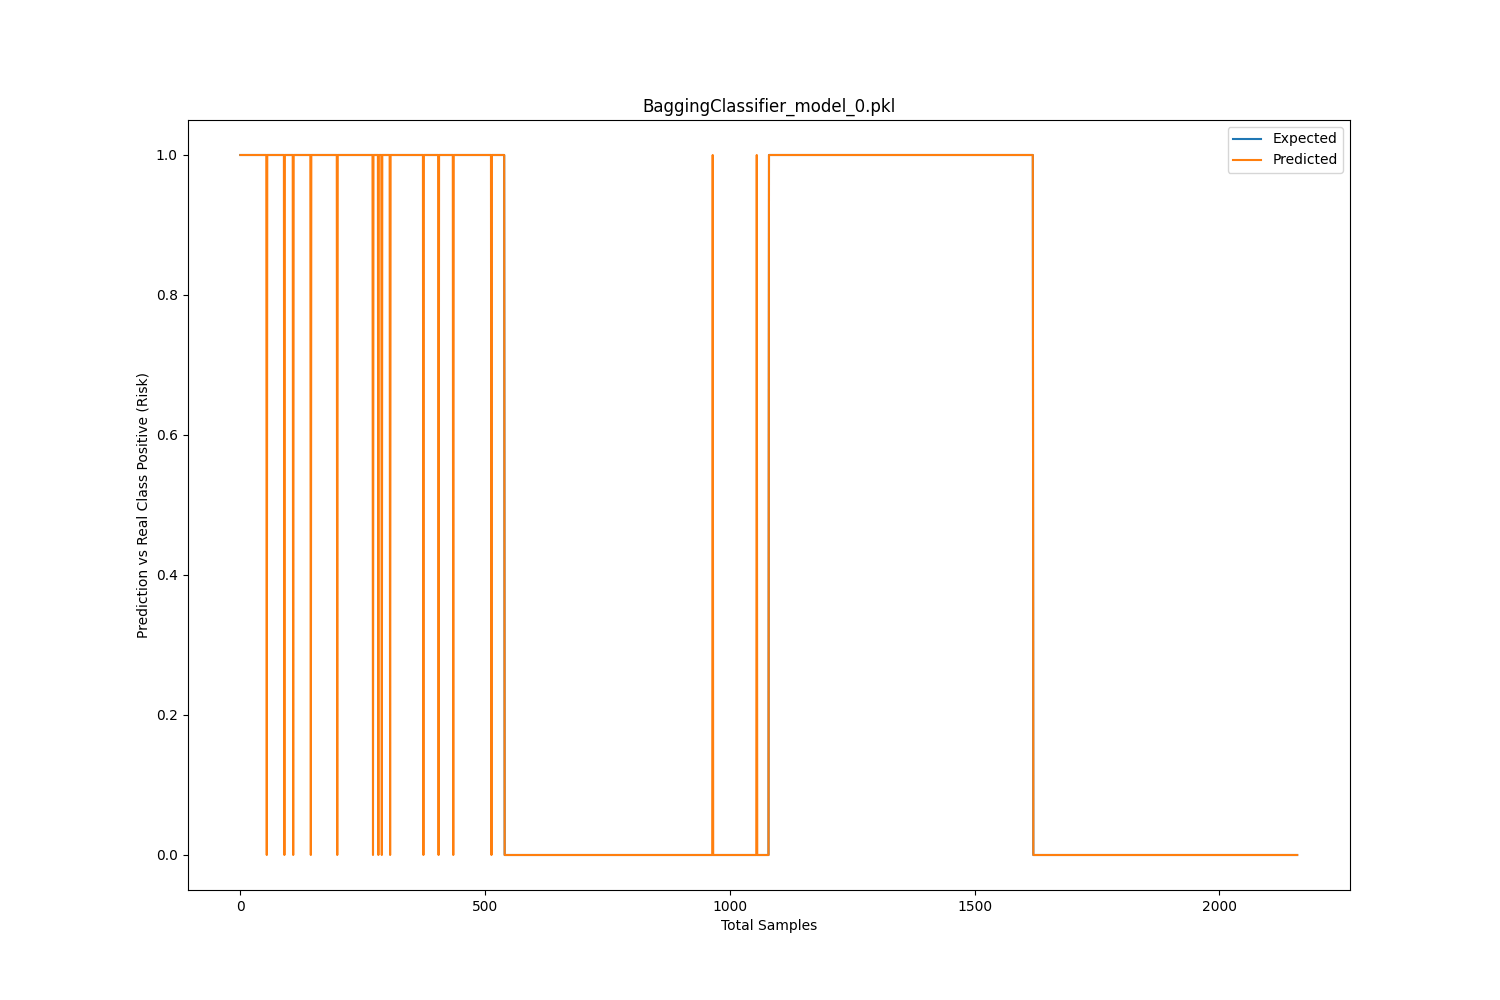 BaggingClassifier_model_0.pkl
Expected
Predicted
1.0
0.8
0.6
0.4
0.2
0.0
Prediction vs Real Class Positive (Risk)
0 500 1000 1500 2000
Total Samples